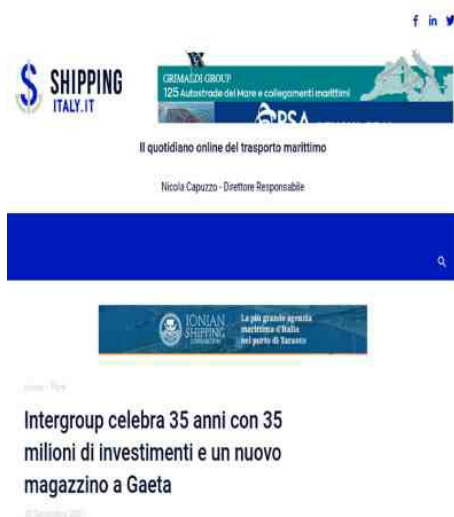 f in
SHIPPING
ITALY.IT
GRIMALDI GROUP
125 Autostrade del Mare e collegamenti marittimi
PSA
Il quotidiano online del trasporto marittimo
Nicola Capuzzo - Direttore Responsabile
IONIAN
SHIPPING
La più grande agenzia
marittima d'Italia
nel porto di Taranto
Intergroup celebra 35 anni con 35
milioni di investimenti e un nuovo
magazzino a Gaeta